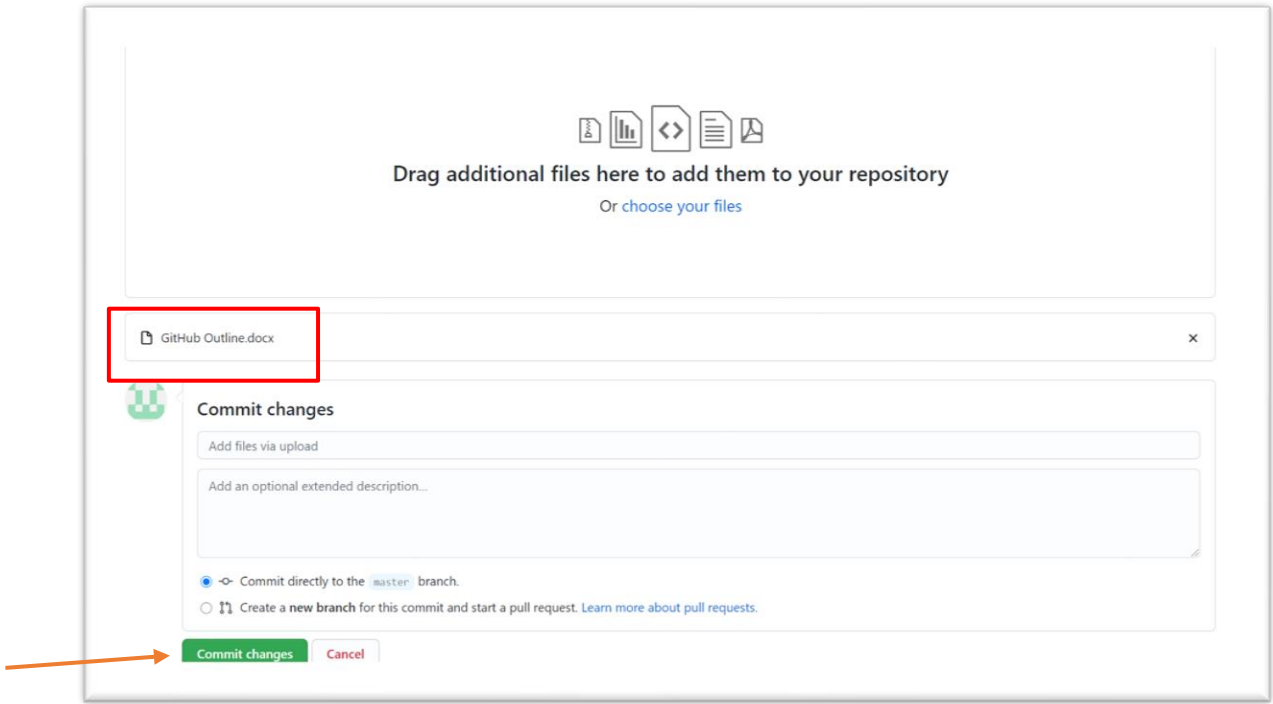 Drag additional files here to add them to your repository
Or choose your files
GitHub Outline.docx
Commit changes
Add files via upload
Add an optional extended description...
Commit directly to the master branch.
Create a new branch for this commit and start a pull request. Learn more about pull requests.
Commit changes Cancel